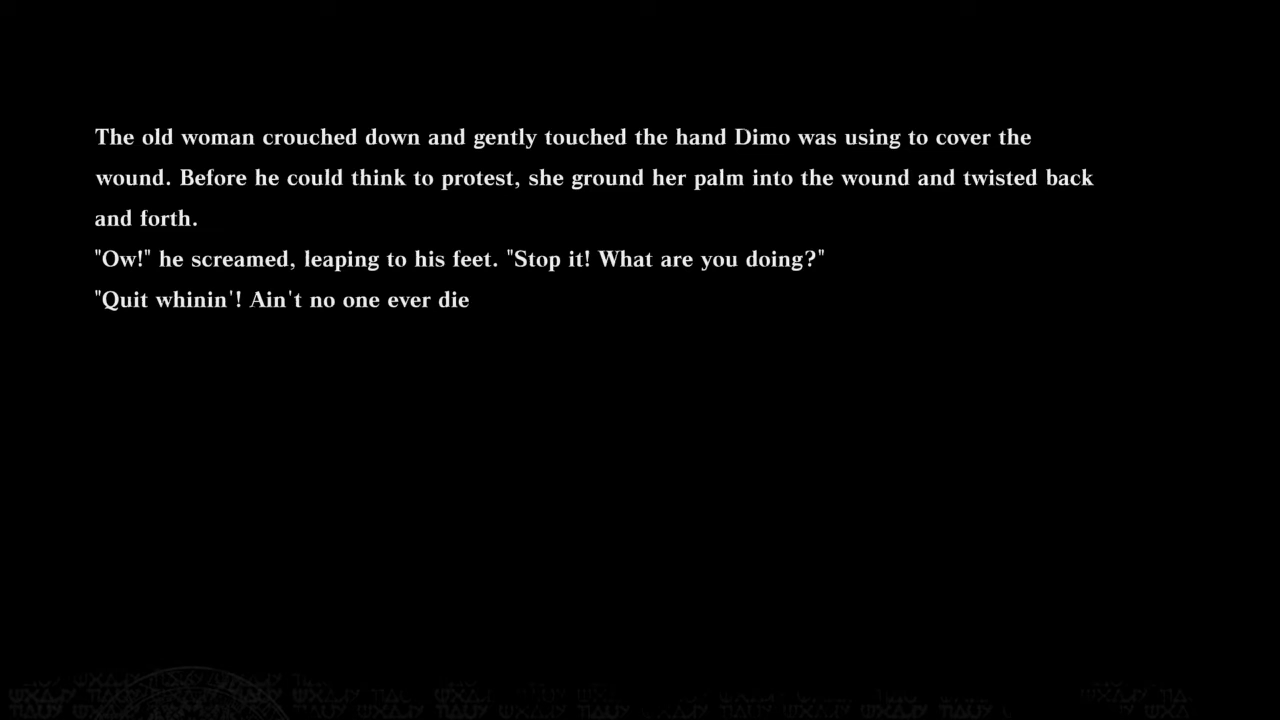 The old woman crouched down and gently touched the hand Dimo was using to cover the
wound. Before he could think to protest, she ground her palm into the wound and twisted back
and forth.
"Ow!" he screamed, leaping to his feet. "Stop it! What are you doing?"
"Quit whinin'! Ain't no one ever die